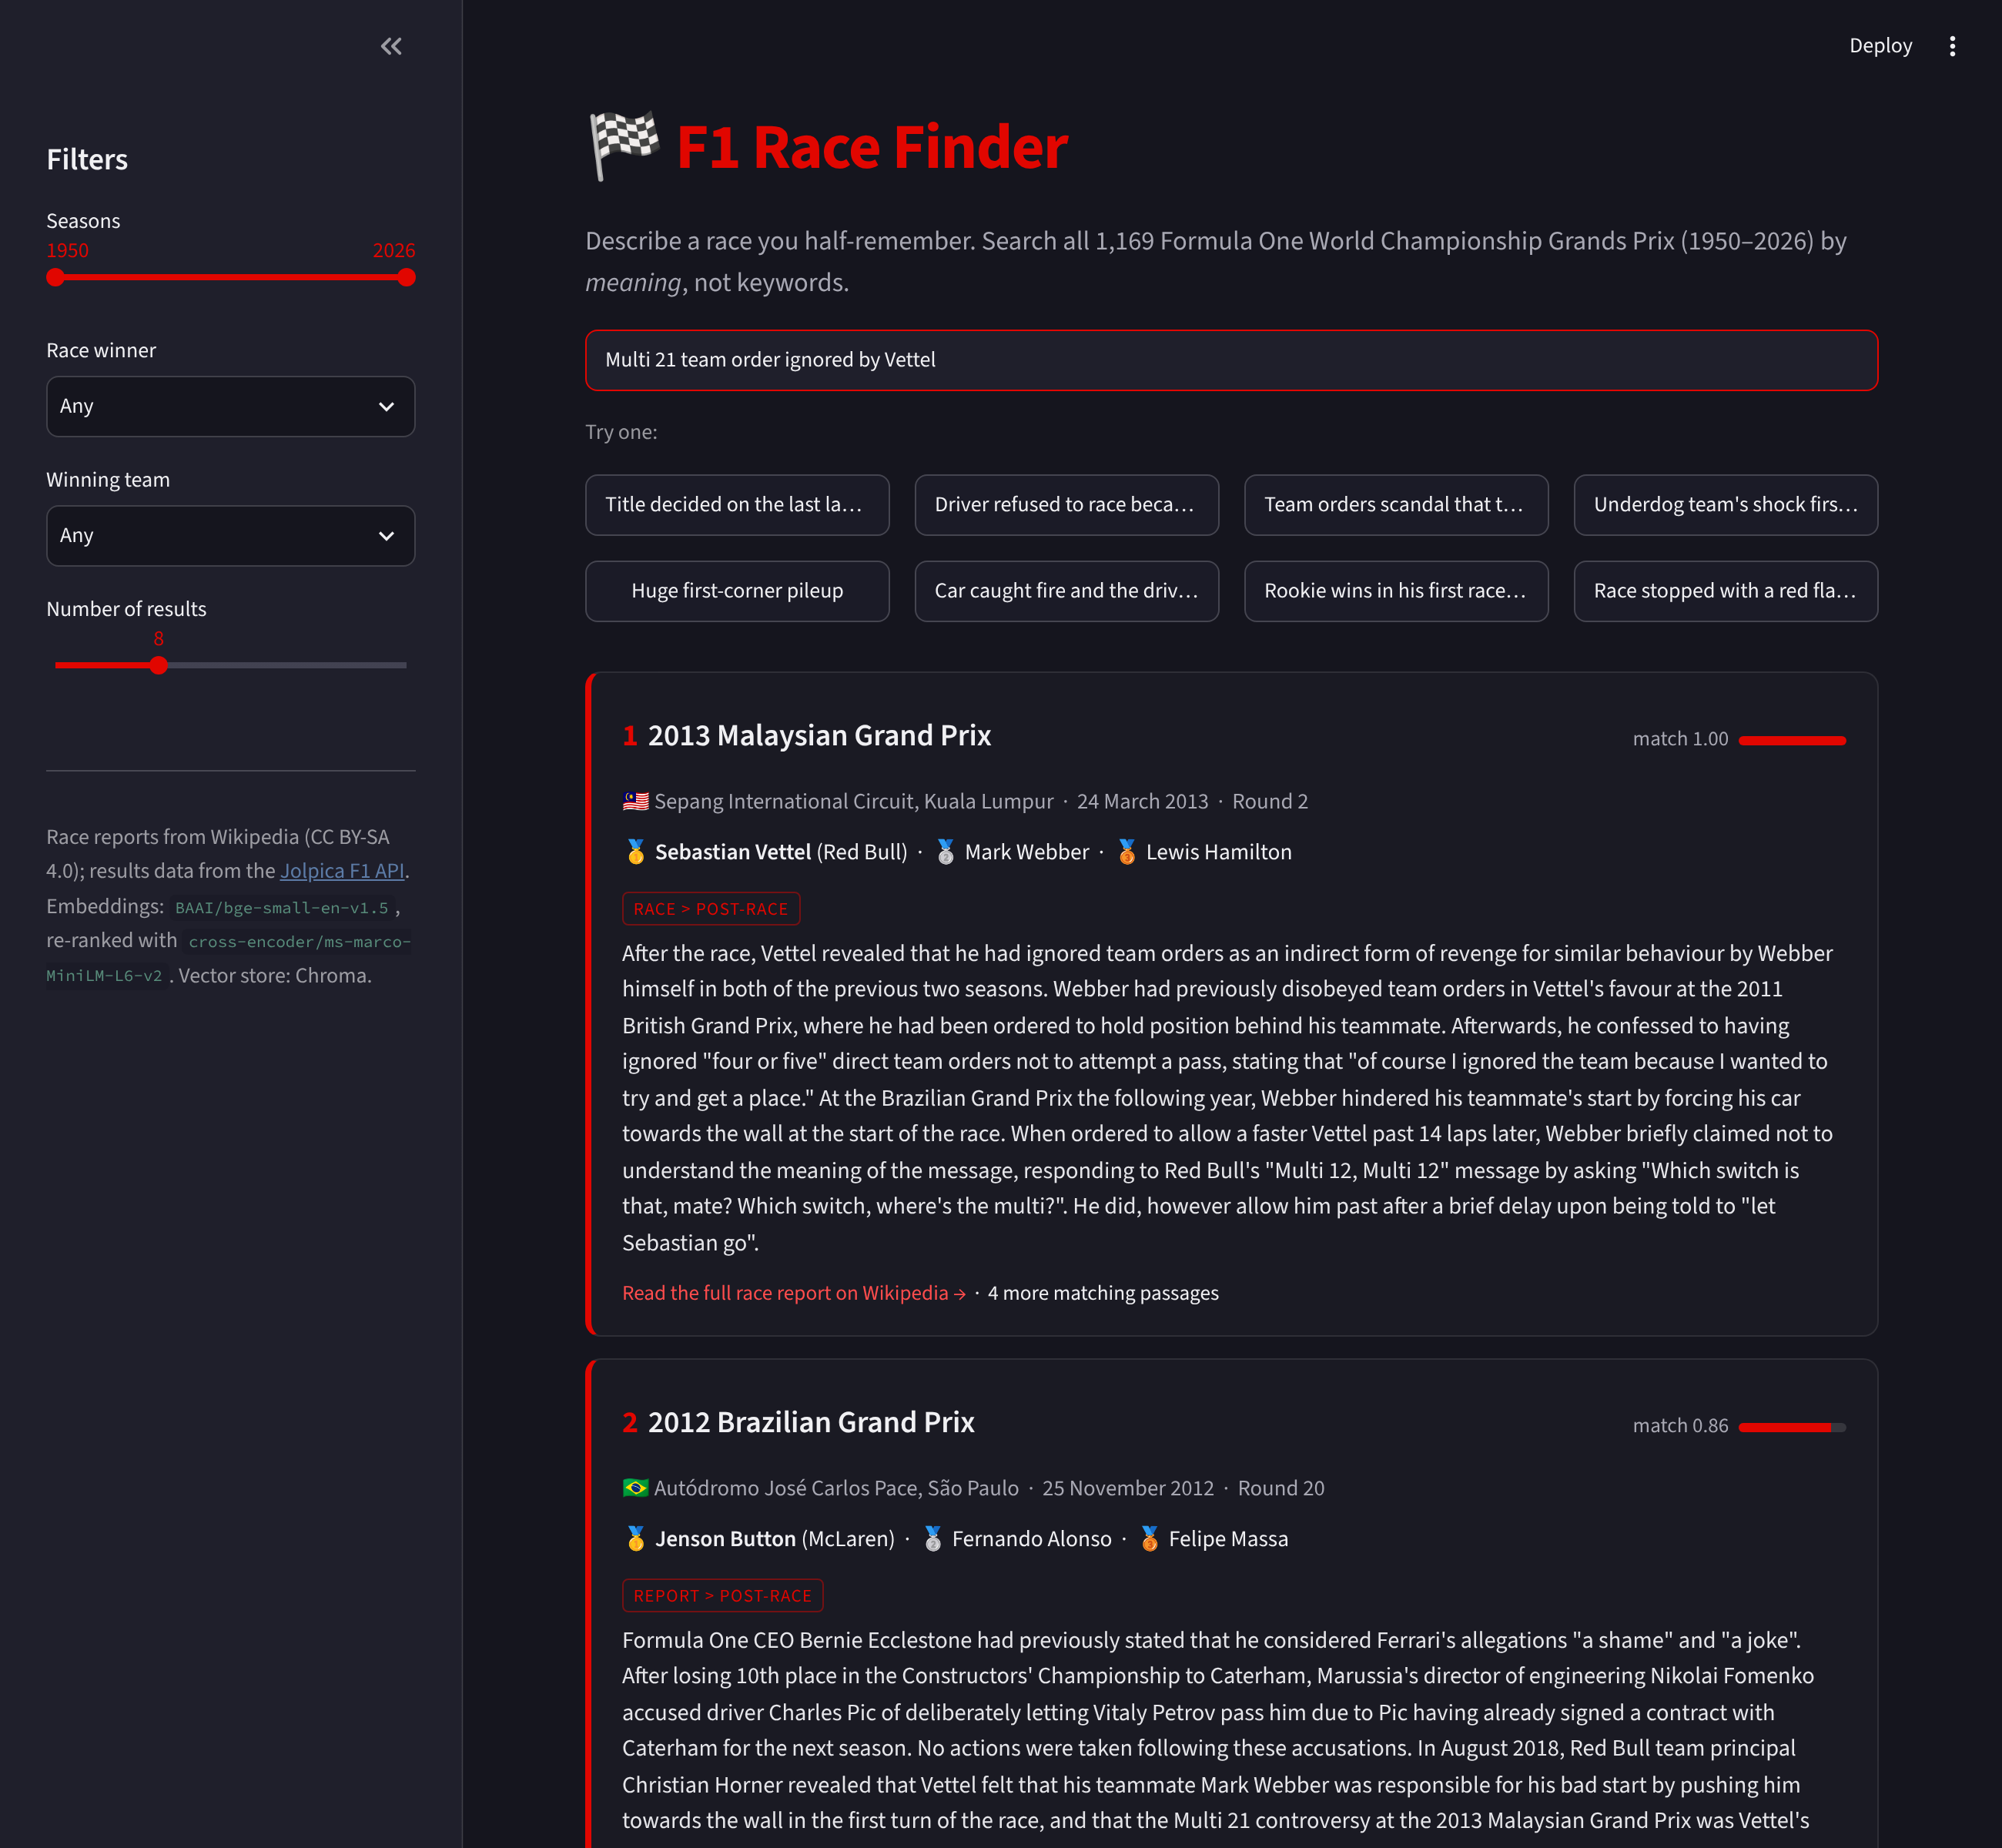 Deploy
Filters
Seasons
1950 2026
Race winner
Any
Winning team
Any
Number of results
8
Race reports from Wikipedia (CC BY-SA
4.0); results data from the Jolpica F1 API.
Embeddings: BAAI/bge-small-en-v1.5 ,
re-ranked with cross-encoder/ms-marco-
MiniLM-L6-v2 . Vector store: Chroma.
F1 Race Finder
Describe a race you half-remember. Search all 1,169 Formula One World Championship Grands Prix (1950–2026) by
meaning, not keywords.
Multi 21 team order ignored by Vettel
Try one:
Title decided on the last la…
Driver refused to race beca…
Team orders scandal that t…
Underdog team's shock firs…
Huge first-corner pileup
Car caught fire and the driv…
Rookie wins in his first race…
Race stopped with a red fla…
1 2013 Malaysian Grand Prix
match 1.00
🇲🇾 Sepang International Circuit, Kuala Lumpur · 24 March 2013 · Round 2
🥇 Sebastian Vettel (Red Bull) · 🥈 Mark Webber · 🥉 Lewis Hamilton
RACE > POST-RACE
After the race, Vettel revealed that he had ignored team orders as an indirect form of revenge for similar behaviour by Webber
himself in both of the previous two seasons. Webber had previously disobeyed team orders in Vettel's favour at the 2011
British Grand Prix, where he had been ordered to hold position behind his teammate. Afterwards, he confessed to having
ignored "four or five" direct team orders not to attempt a pass, stating that "of course I ignored the team because I wanted to
try and get a place." At the Brazilian Grand Prix the following year, Webber hindered his teammate's start by forcing his car
towards the wall at the start of the race. When ordered to allow a faster Vettel past 14 laps later, Webber briefly claimed not to
understand the meaning of the message, responding to Red Bull's "Multi 12, Multi 12" message by asking "Which switch is
that, mate? Which switch, where's the multi?". He did, however allow him past after a brief delay upon being told to "let
Sebastian go".
Read the full race report on Wikipedia → · 4 more matching passages
2 2012 Brazilian Grand Prix
match 0.86
🇧🇷 Autódromo José Carlos Pace, São Paulo · 25 November 2012 · Round 20
🥇 Jenson Button (McLaren) · 🥈 Fernando Alonso · 🥉 Felipe Massa
REPORT > POST-RACE
Formula One CEO Bernie Ecclestone had previously stated that he considered Ferrari's allegations "a shame" and "a joke".
After losing 10th place in the Constructors' Championship to Caterham, Marussia's director of engineering Nikolai Fomenko
accused driver Charles Pic of deliberately letting Vitaly Petrov pass him due to Pic having already signed a contract with
Caterham for the next season. No actions were taken following these accusations. In August 2018, Red Bull team principal
Christian Horner revealed that Vettel felt that his teammate Mark Webber was responsible for his bad start by pushing him
towards the wall in the first turn of the race, and that the Multi 21 controversy at the 2013 Malaysian Grand Prix was Vettel's